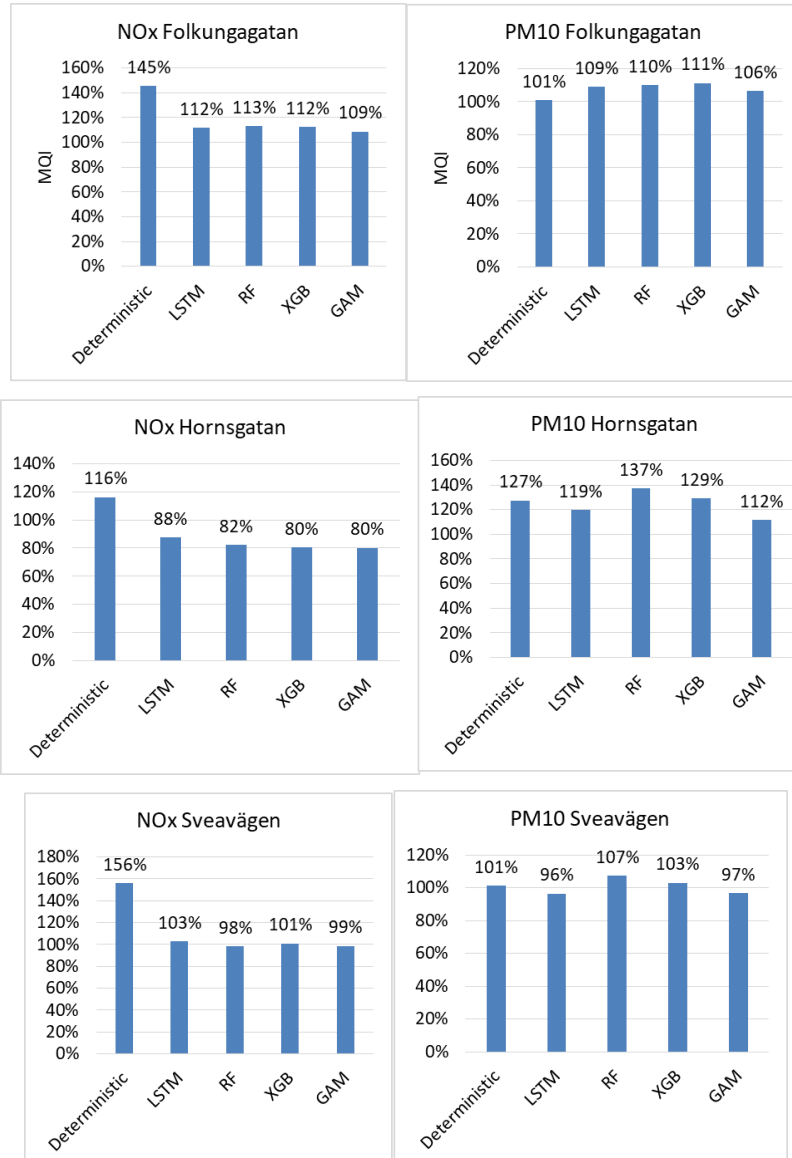 NOx Folkungagatan
160%
140%
120%
100%
80%
60%
40%
20%
0%
MQI
145%
112%
113%
112%
109%
Deterministic
LSTM
RF
XGB
GAM
PM10 Folkungagatan
120%
100%
80%
60%
40%
20%
0%
MQI
101%
109%
110%
111%
106%
Deterministic
LSTM
RF
XGB
GAM
NOx Hornsgatan
140%
120%
100%
80%
60%
40%
20%
0%
116%
88%
82%
80%
80%
Deterministic
LSTM
RF
XGB
GAM
PM10 Hornsgatan
160%
140%
120%
100%
80%
60%
40%
20%
0%
127%
119%
137%
129%
112%
Deterministic
LSTM
RF
XGB
GAM
NOx Sveavägen
180%
160%
140%
120%
100%
80%
60%
40%
20%
0%
156%
103%
98%
101%
99%
Deterministic
LSTM
RF
XGB
GAM
PM10 Sveavägen
120%
100%
80%
60%
40%
20%
0%
101%
96%
107%
103%
97%
Deterministic
LSTM
RF
XGB
GAM